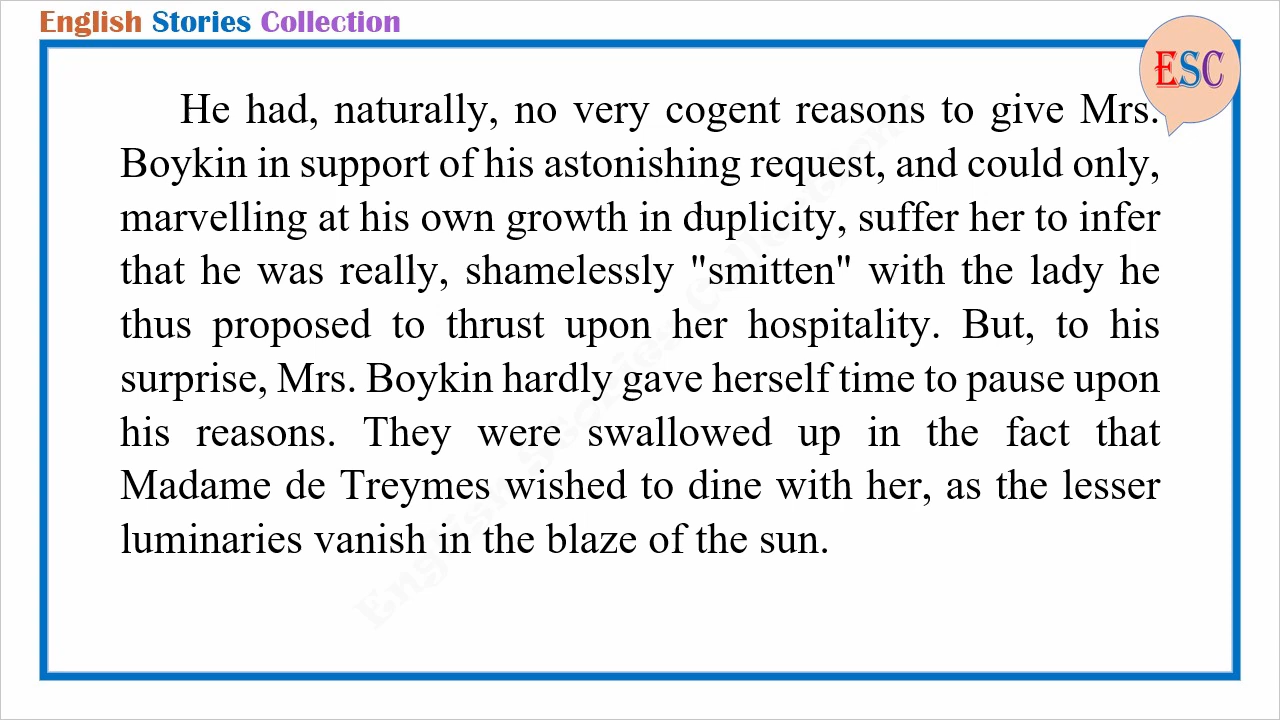 English Stories Collection
ESC
He had, naturally, no very cogent reasons to give Mrs.
Boykin in support of his astonishing request, and could only,
marvelling at his own growth in duplicity, suffer her to infer
that he was really, shamelessly "smitten" with the lady he
thus proposed to thrust upon her hospitality. But, to his
surprise, Mrs. Boykin hardly gave herself time to pause upon
his reasons. They were swallowed up in the fact that
Madame de Treymes wished to dine with her, as the lesser
luminaries vanish in the blaze of the sun.